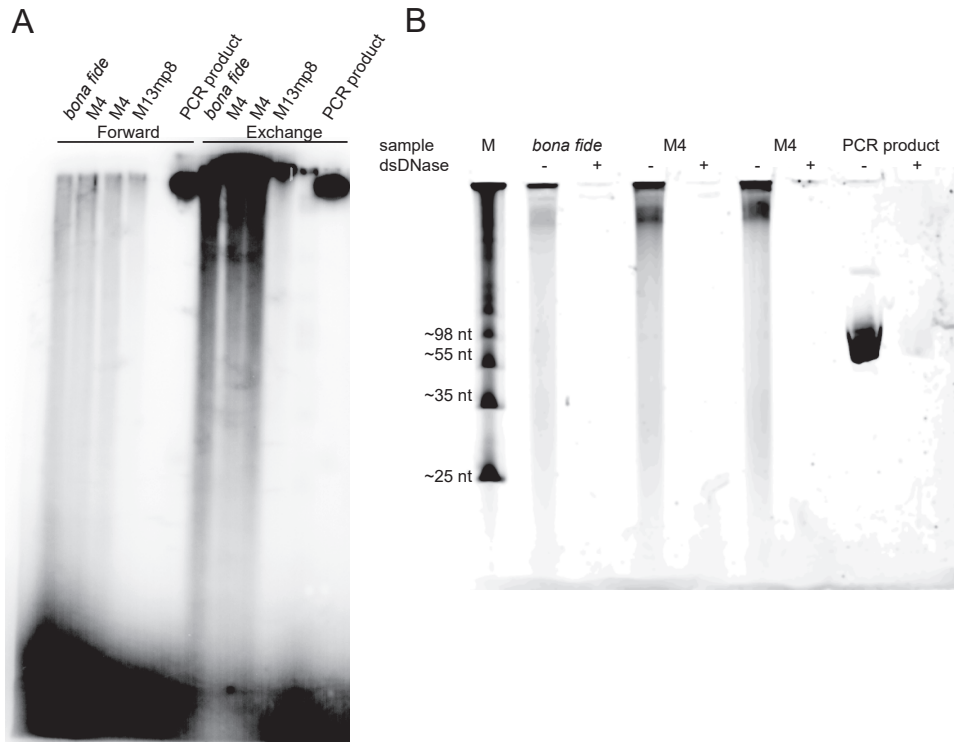 A
bona fide
M4
M4
M13mp8
PCR product
bona fide
M4
M4
M13mp8
PCR product
Forward
Exchange
B
sample M bona fide M4 M4 PCR product
dsDNase - + - + - + - +
~98 nt
~55 nt
~35 nt
~25 nt